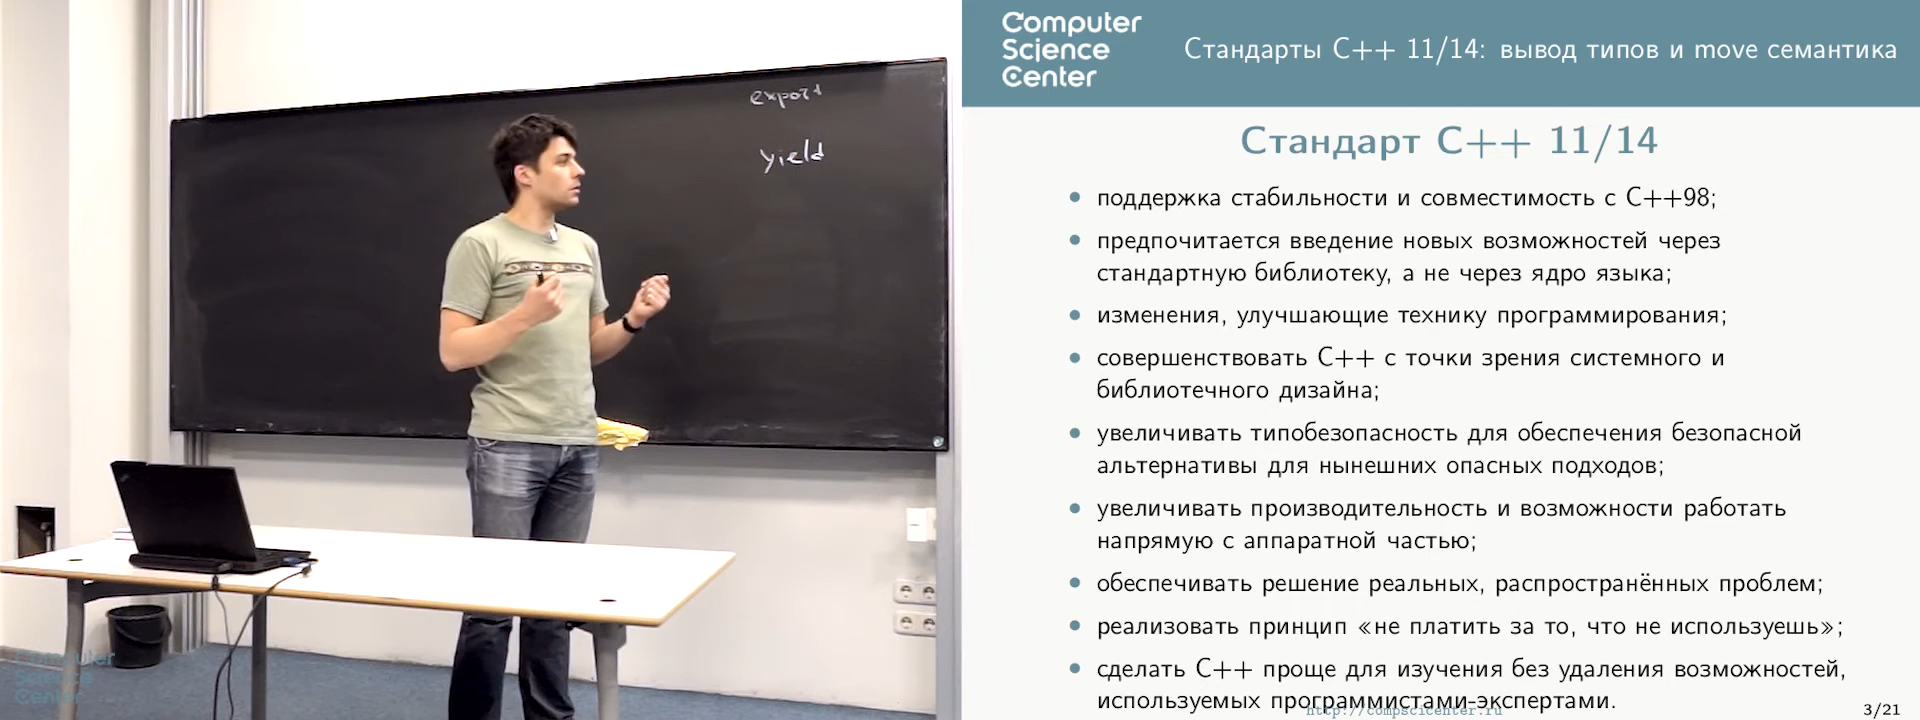 export
yield
Computer
Science
Center
Computer
Science
Center
Стандарты C++ 11/14: вывод типов и move семантика
Стандарт C++ 11/14
• поддержка стабильности и совместимость с C++98;
• предпочитается введение новых возможностей через
стандартную библиотеку, а не через ядро языка;
• изменения, улучшающие технику программирования;
• совершенствовать C++ с точки зрения системного и
библиотечного дизайна;
• увеличивать типобезопасность для обеспечения безопасной
альтернативы для нынешних опасных подходов;
• увеличивать производительность и возможности работать
напрямую с аппаратной частью;
• обеспечивать решение реальных, распространённых проблем;
• реализовать принцип «не платить за то, что не используешь»;
• сделать C++ проще для изучения без удаления возможностей,
используемых программистами-экспертами.
http://compscicenter.ru
3/21